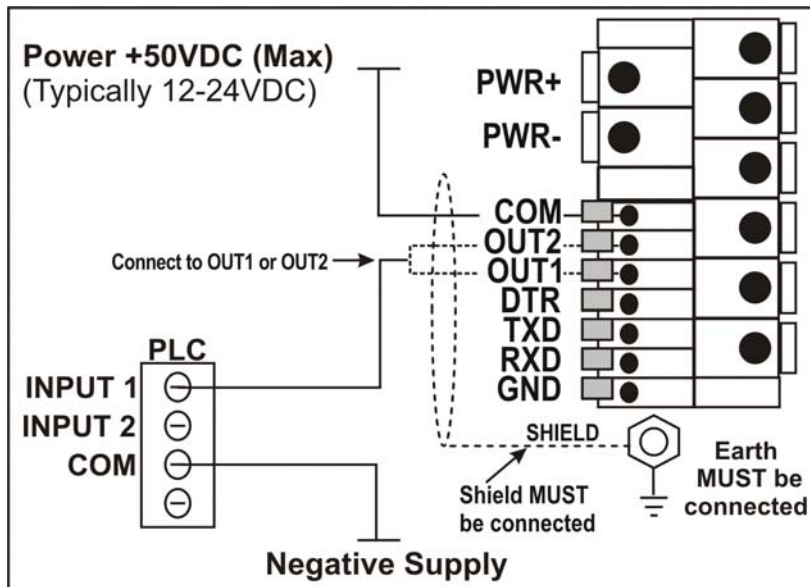 Power +50VDC (Max)
(Typically 12-24VDC)
PWR+
PWR-
COM
OUT2
OUT1
DTR
TXD
RXD
GND
Connect to OUT1 or OUT2
PLC
INPUT 1
INPUT 2
COM
SHIELD
Shield MUST
be connected
Earth
MUST be
connected
Negative Supply